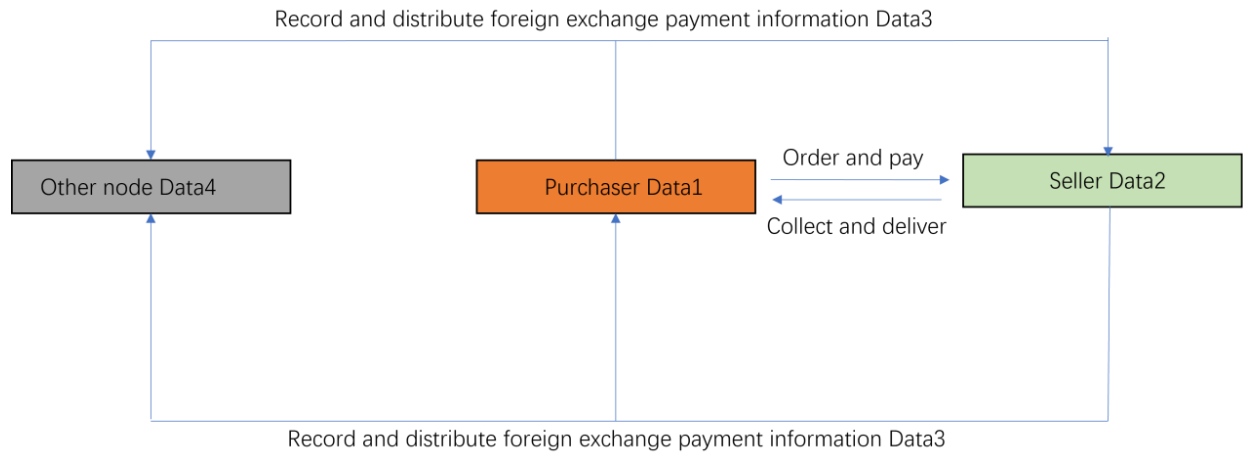 Record and distribute foreign exchange payment information Data3
Other node Data4
Purchaser Data1
Order and pay
Collect and deliver
Seller Data2
Record and distribute foreign exchange payment information Data3